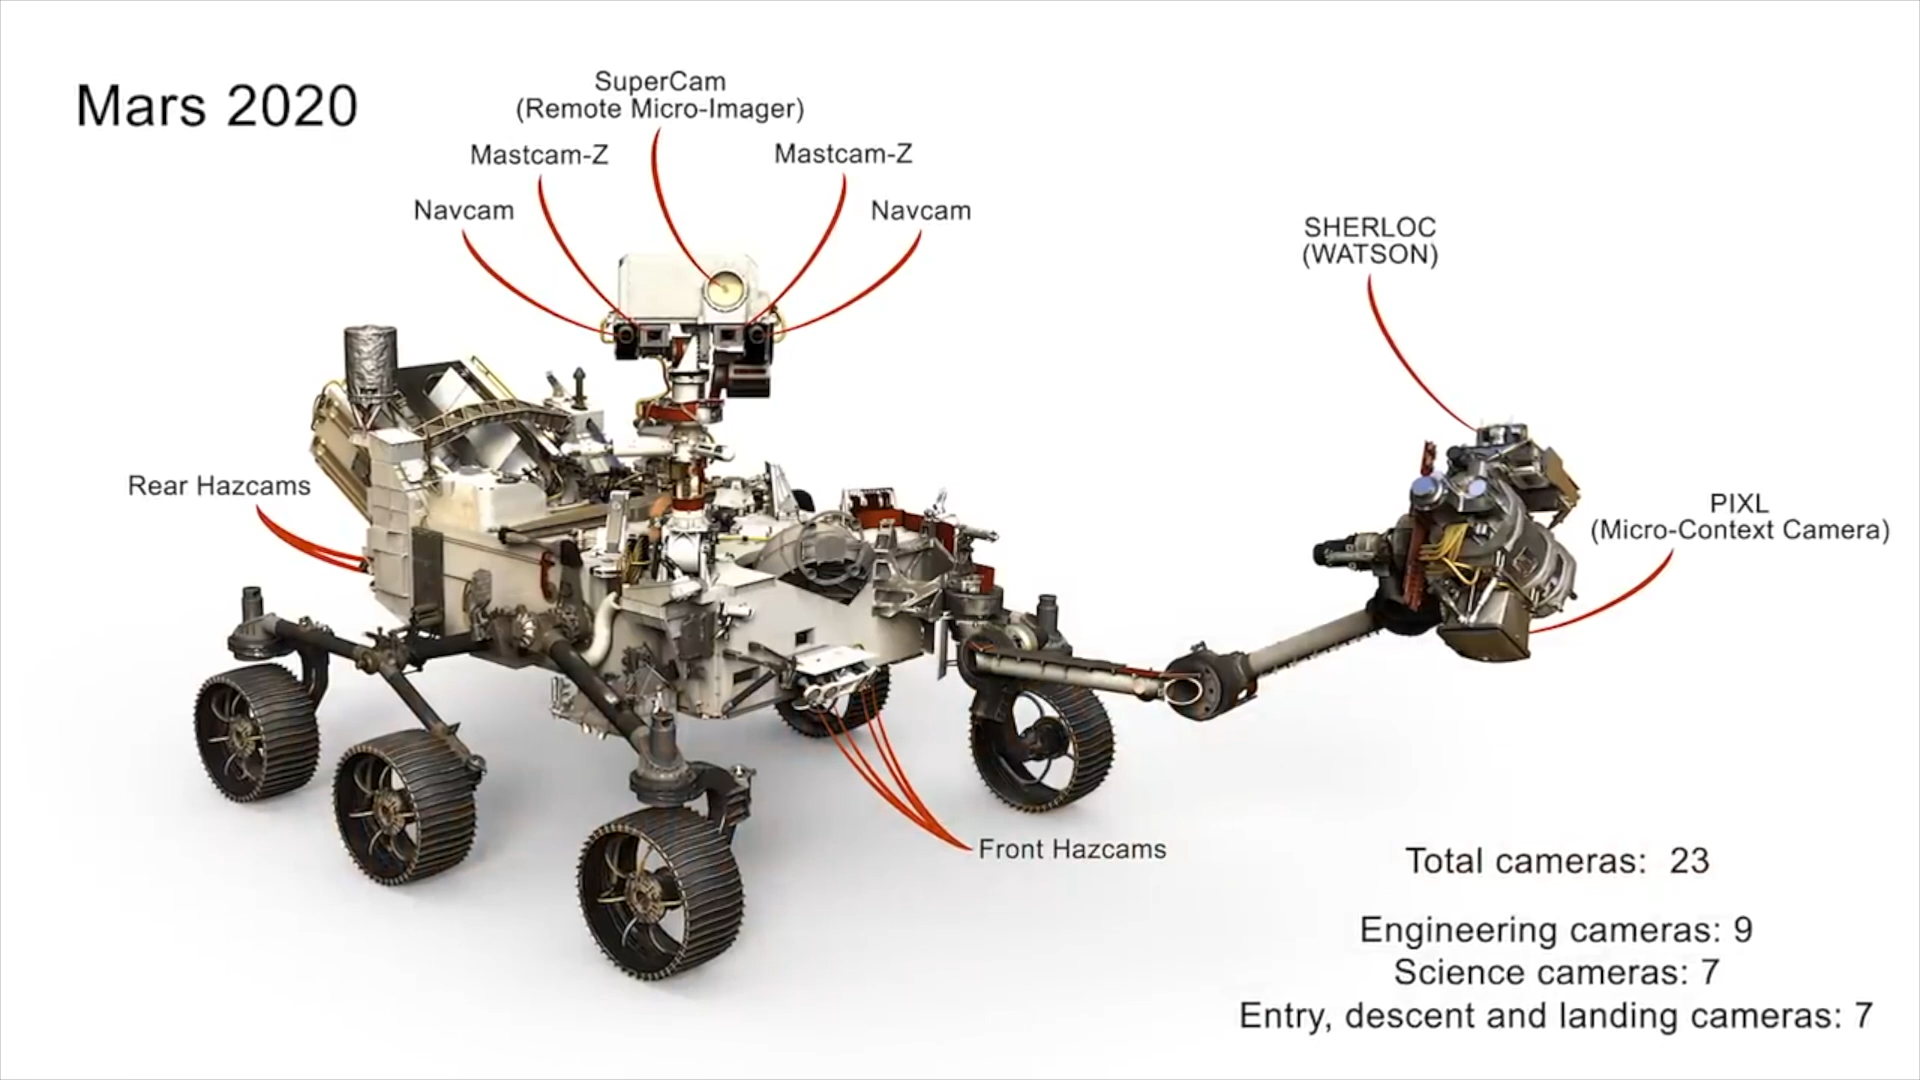 Mars 2020
SuperCam
(Remote Micro-Imager)
Mastcam-Z
Mastcam-Z
Navcam
Navcam
SHERLOC
(WATSON)
Rear Hazcams
PIXL
(Micro-Context Camera)
Front Hazcams
Total cameras: 23
Engineering cameras: 9
Science cameras: 7
Entry, descent and landing cameras: 7